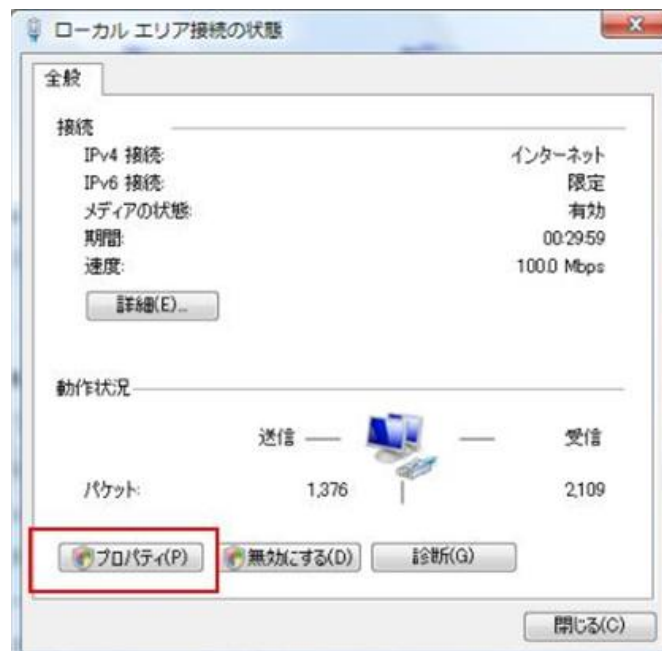 ローカル エリア接続の状態
全般
接続
IPv4 接続: インターネット
IPv6 接続: 限定
メディアの状態: 有効
期間: 00:29:59
速度: 100.0 Mbps
詳細(E)...
動作状況
送信 — — 受信
パケット: 1,376 2,109
プロパティ(P) 無効にする(D) 診断(G)
閉じる(C)